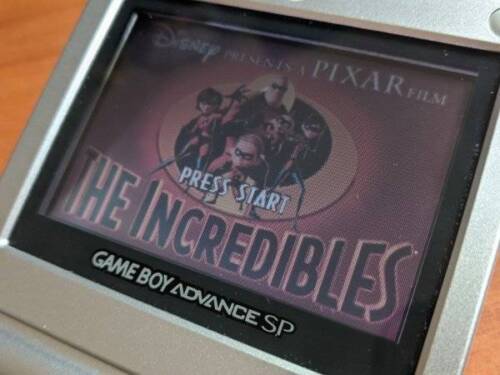 DISNEY PRESENTS A PIXAR FILM
PRESS START
THE INCREDIBLES
GAME BOY ADVANCE SP